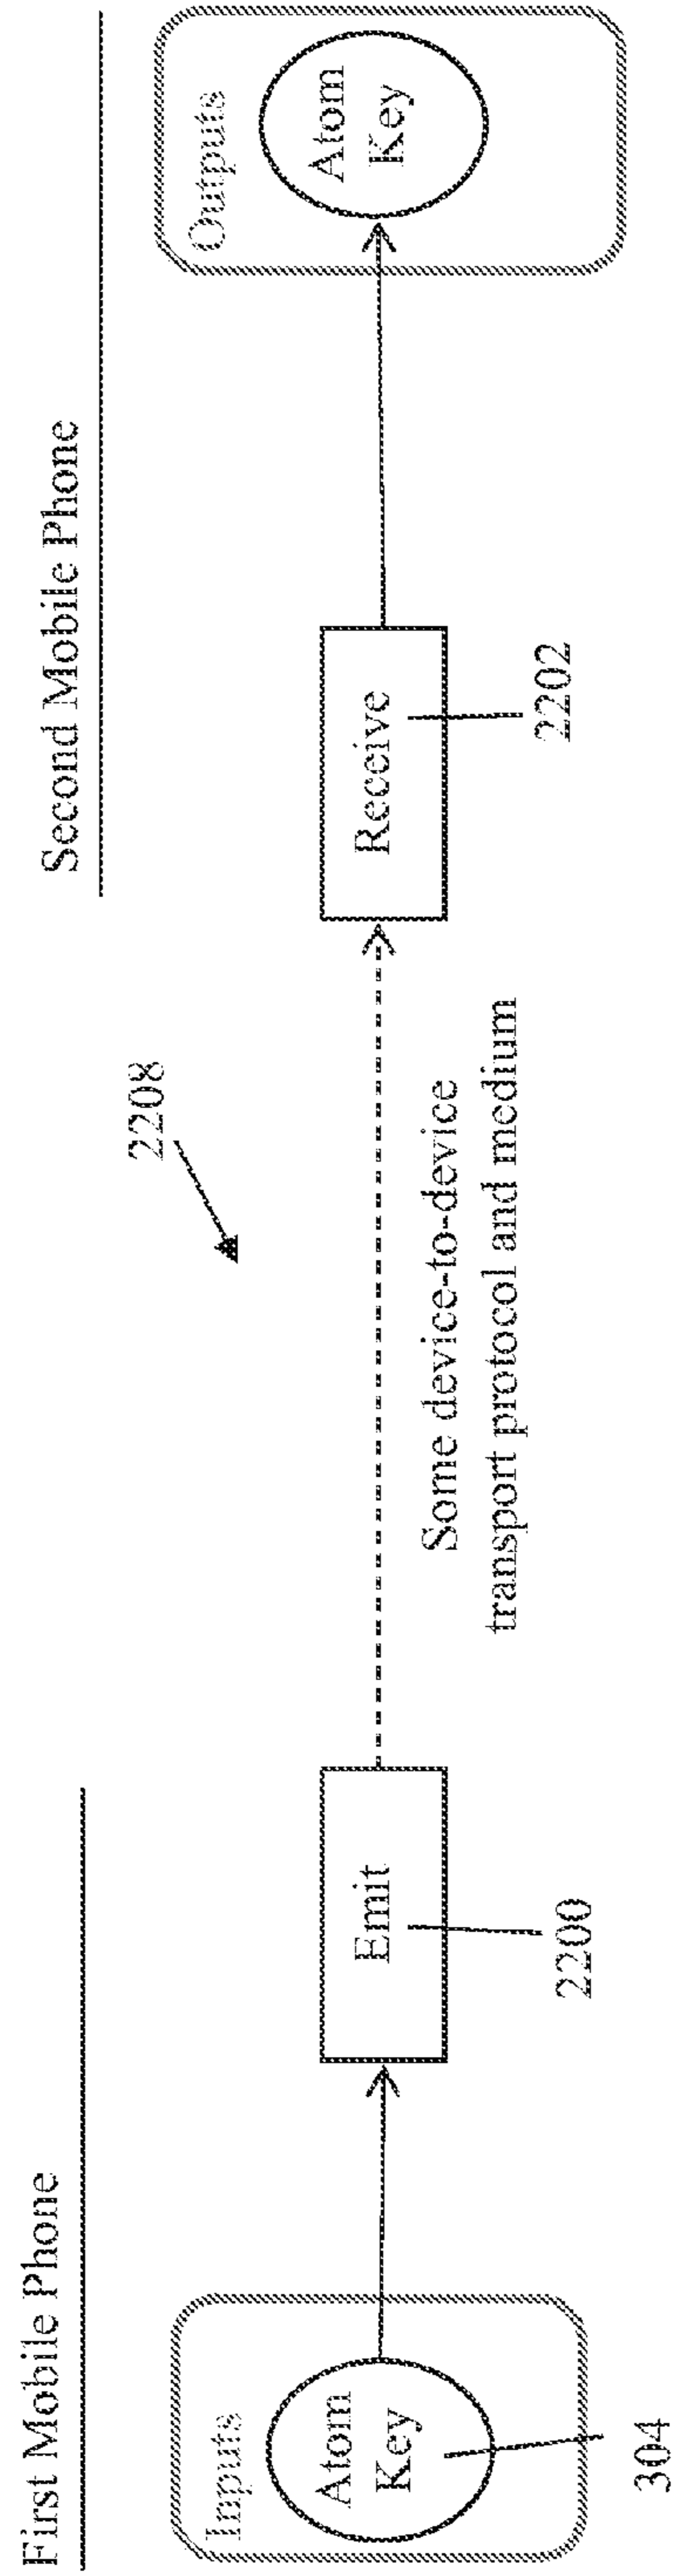 First Mobile Phone
Second Mobile Phone
Inputs
Atom
Key
304
Emit
2200
2208
Some device-to-device
transport protocol and medium
Receive
2202
Outputs
Atom
Key